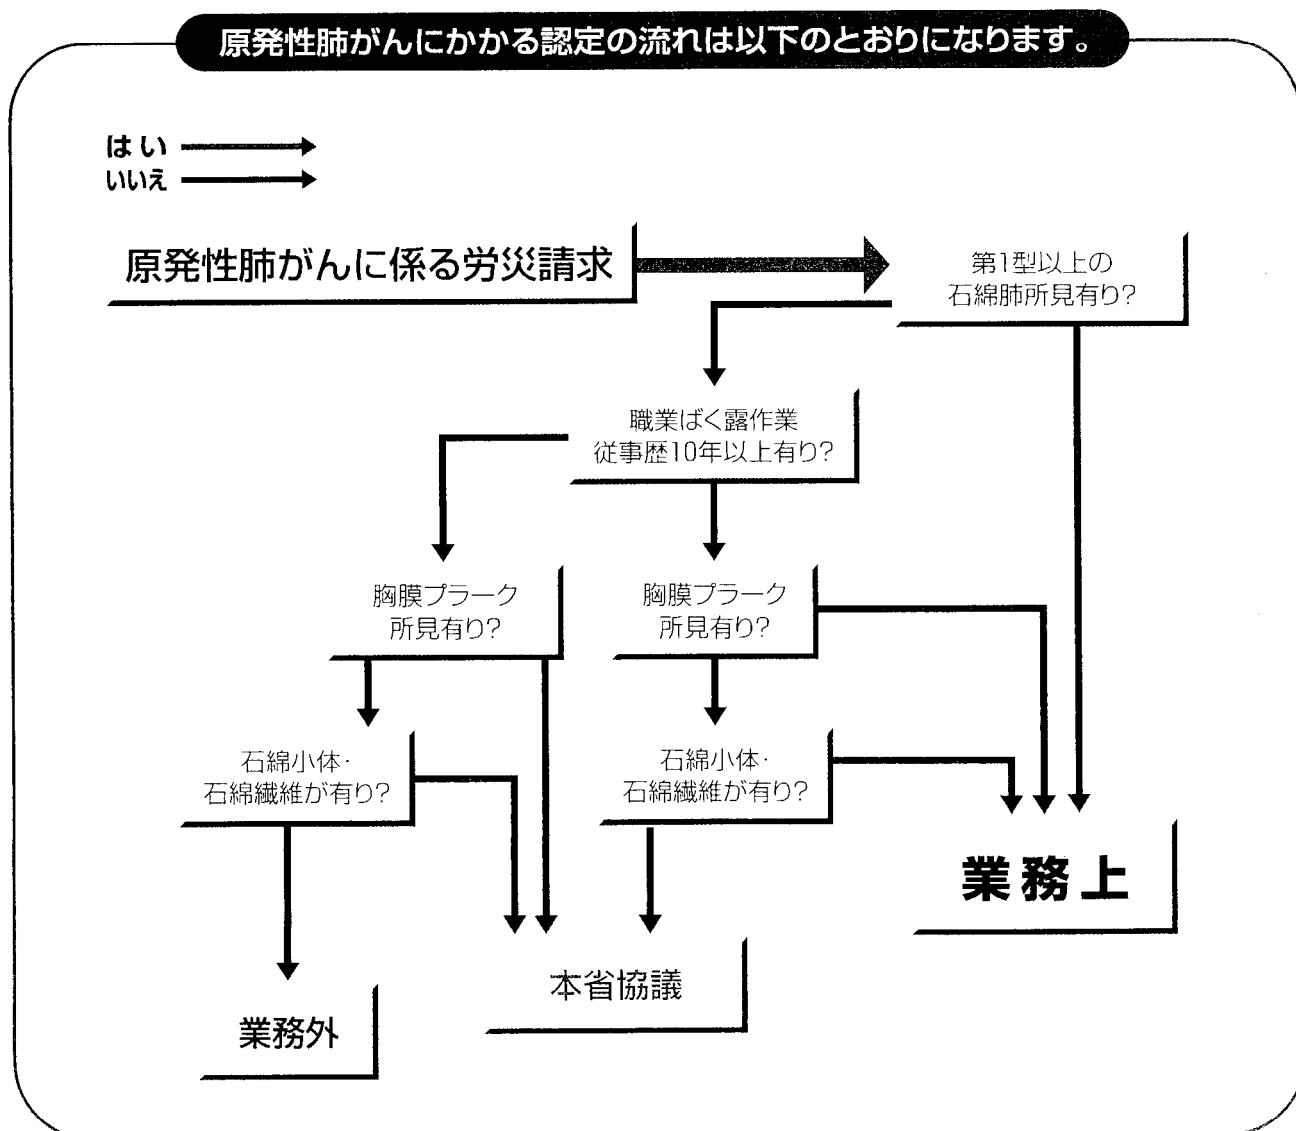 原発性肺がんにかかる認定の流れは以下のとおりになります。
はい
いいえ
原発性肺がんに係る労災請求
第1型以上の
石綿肺所見有り?
職業ばく露作業
従事歴10年以上有り?
胸膜プラーク
所見有り?
胸膜プラーク
所見有り?
石綿小体・
石綿繊維が有り?
石綿小体・
石綿繊維が有り?
業務上
本省協議
業務外